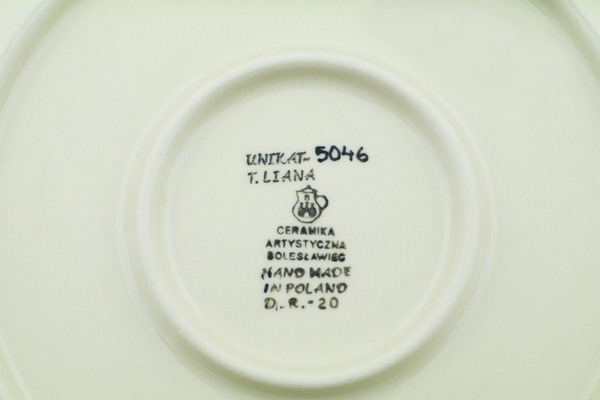 UNIKAT-5046
T. LIANA
CERAMIKA
ARTYSTYCZNA
BOLESŁAWIEC
HAND MADE
IN POLAND
D.R.-20